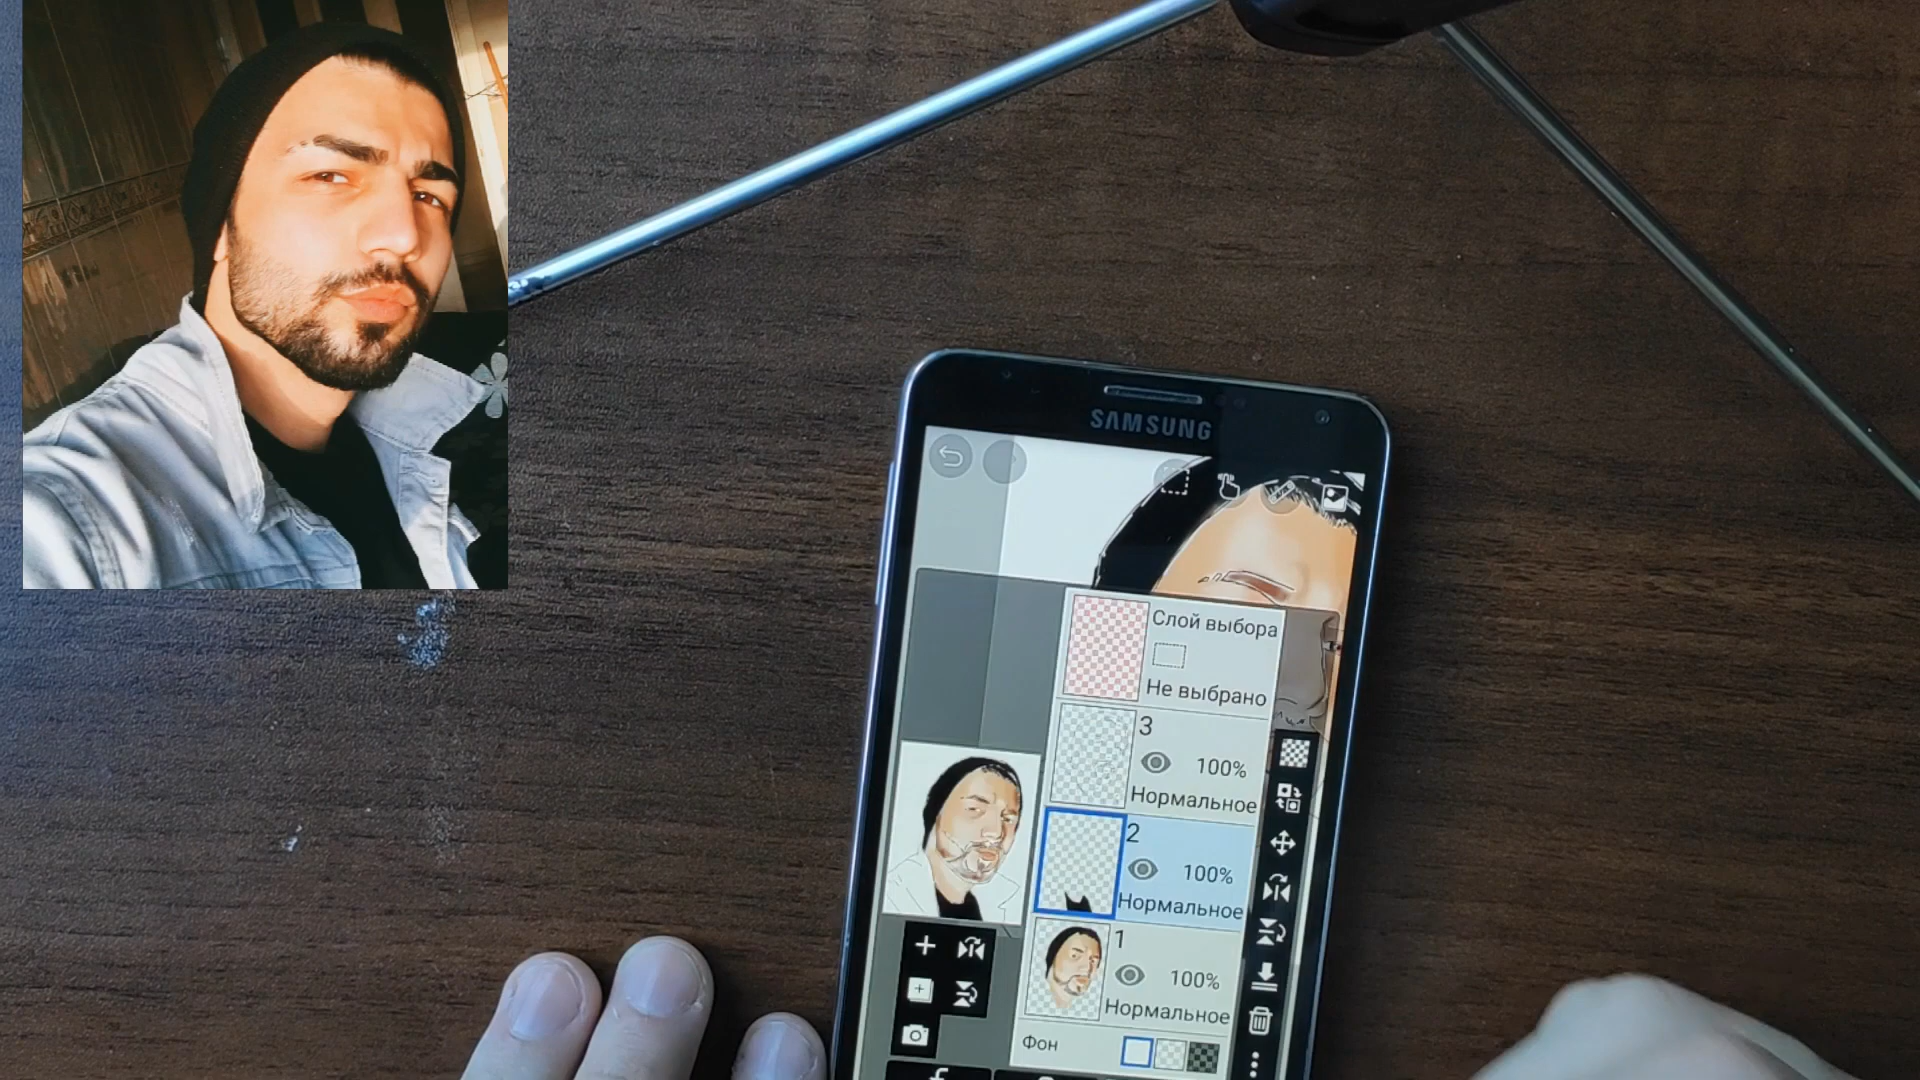 SAMSUNG
Слой выбора
Не выбрано
3
100%
Нормальное
2
100%
Нормальное
1
100%
Нормальное
Фон